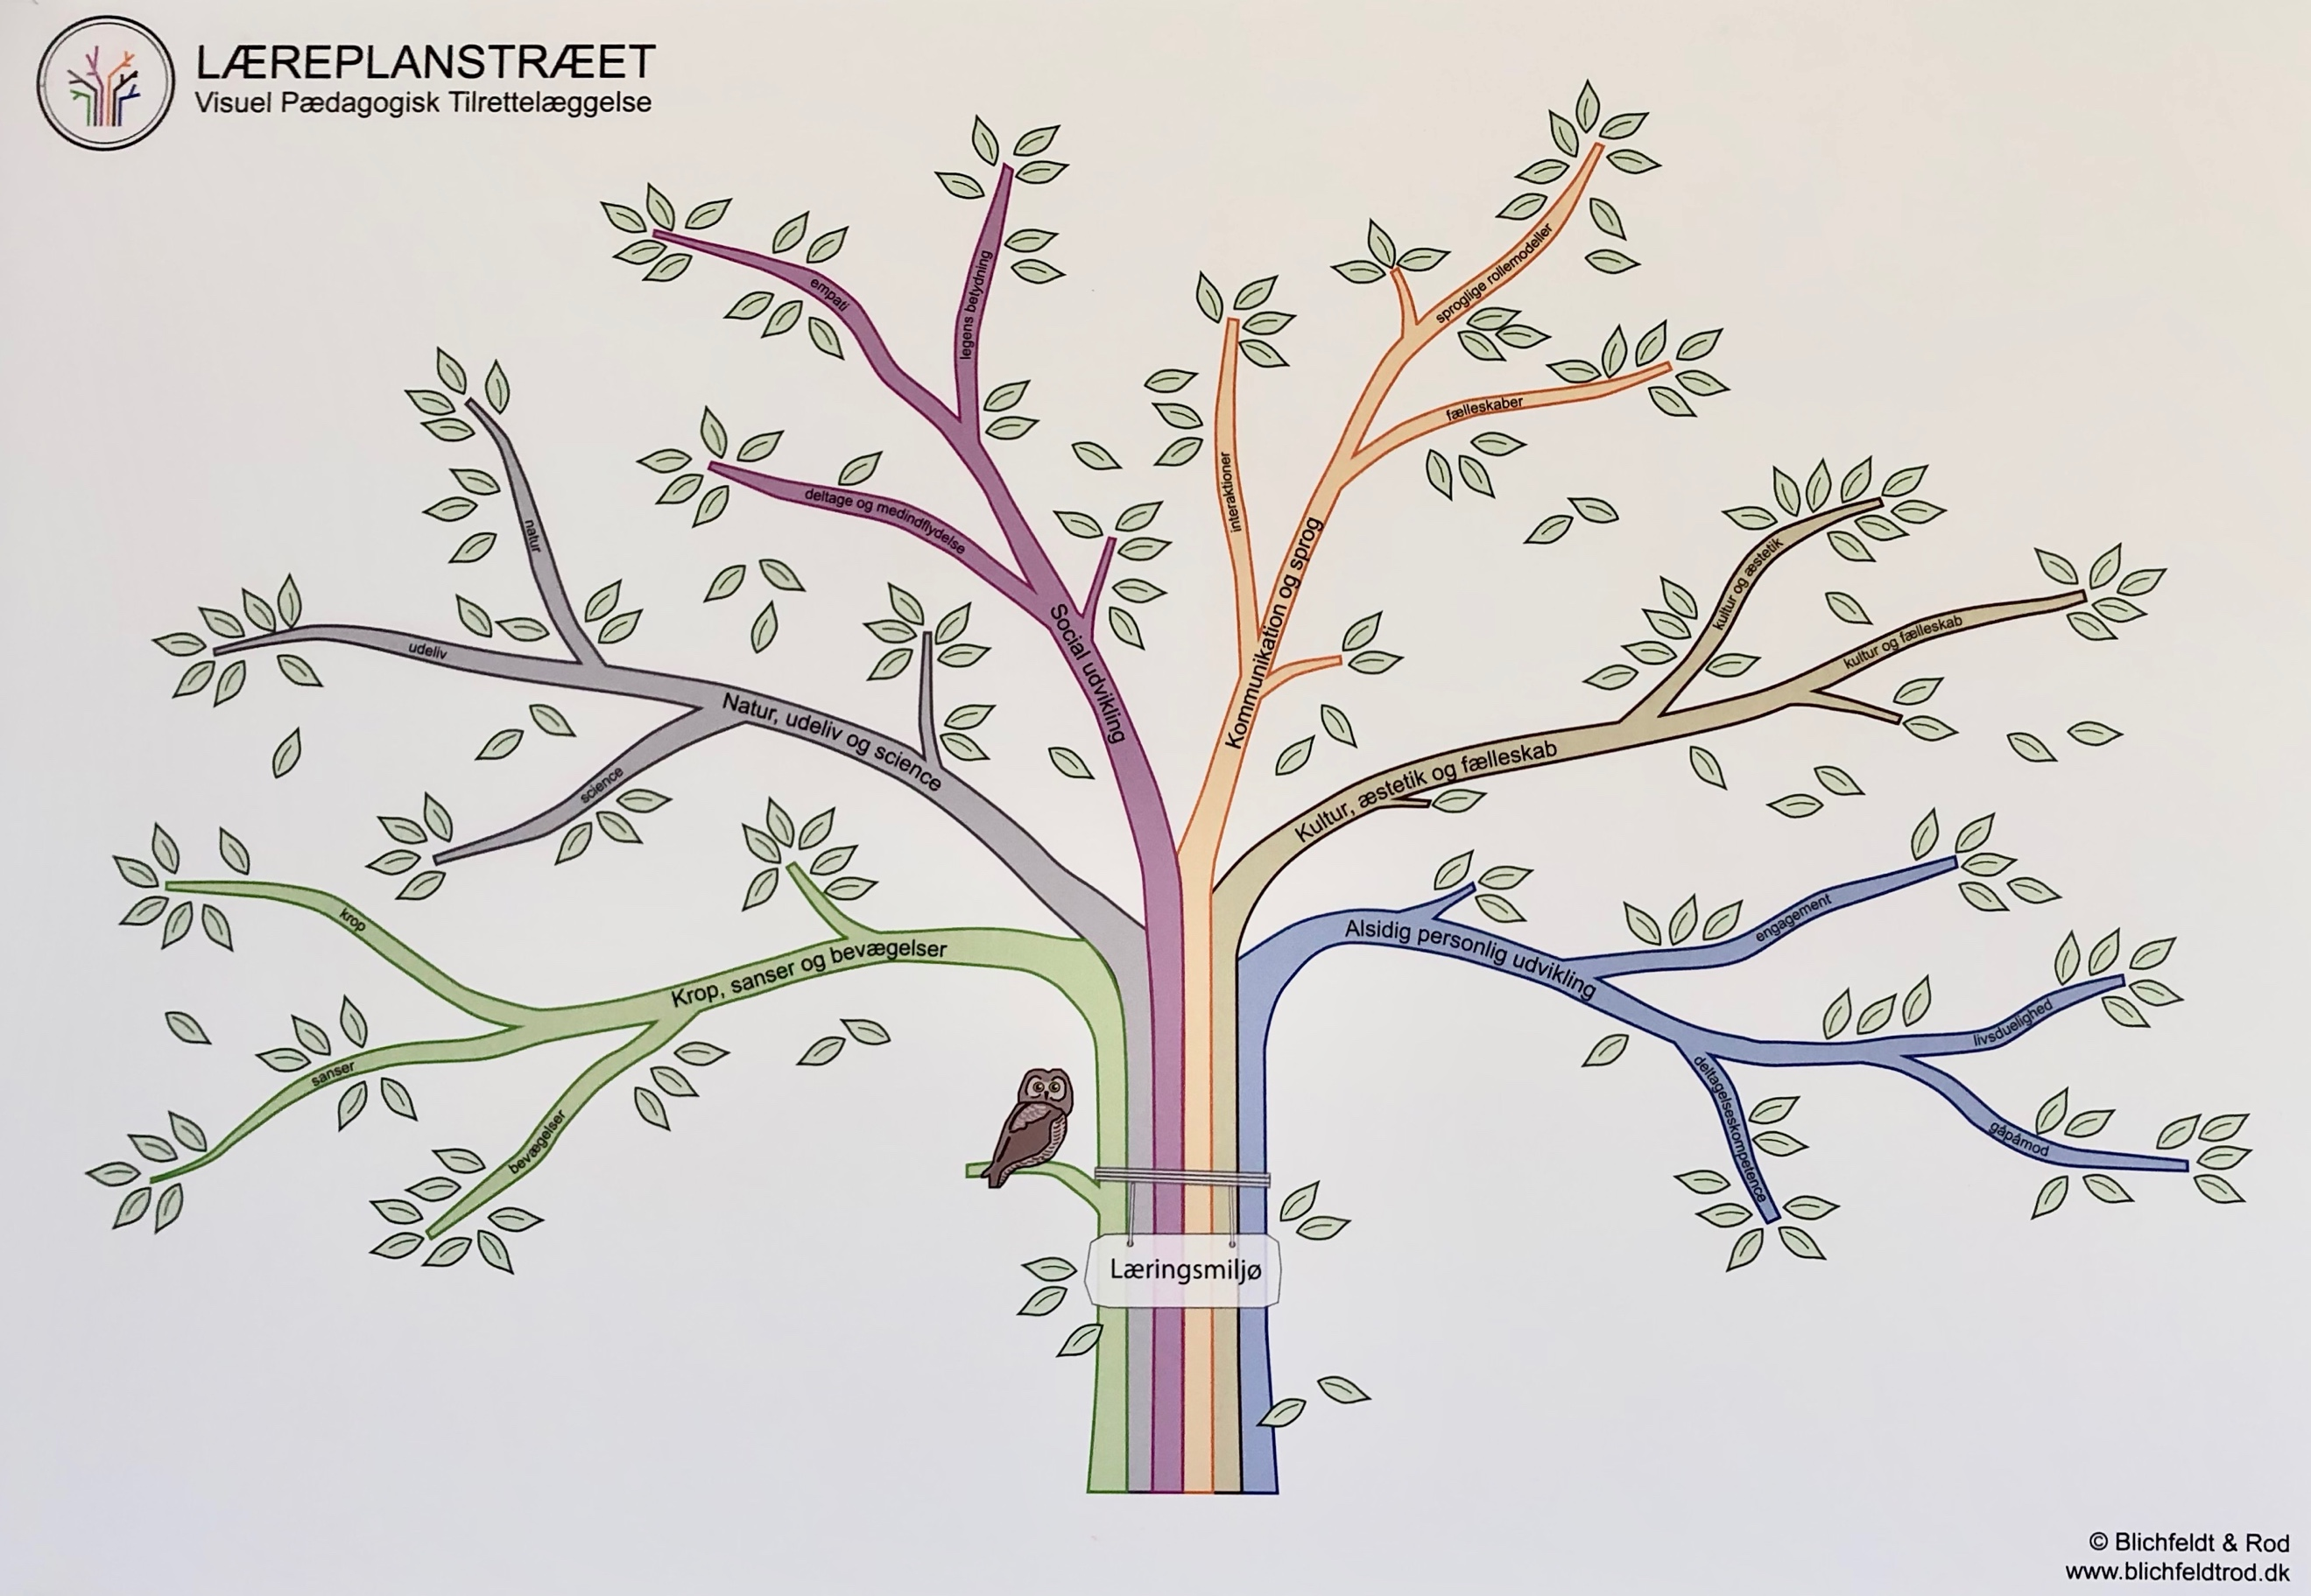 LÆREPLANSTRÆET
Visuel Pædagogisk Tilrettelæggelse
empati
legens betydning
deltage og medindflydelse
Social udvikling
sproglige rollemodeller
fælleskaber
interaktioner
Kommunikation og sprog
natur
udeliv
science
Natur, udeliv og science
kultur og æstetik
kultur og fælleskab
Kultur, æstetik og fælleskab
krop
sanser
bevægelser
Krop, sanser og bevægelser
Alsidig personlig udvikling
engagement
livsduelighed
gåpåmod
deltagelseskompetence
Læringsmiljø
© Blichfeldt & Rod
www.blichfeldtrod.dk